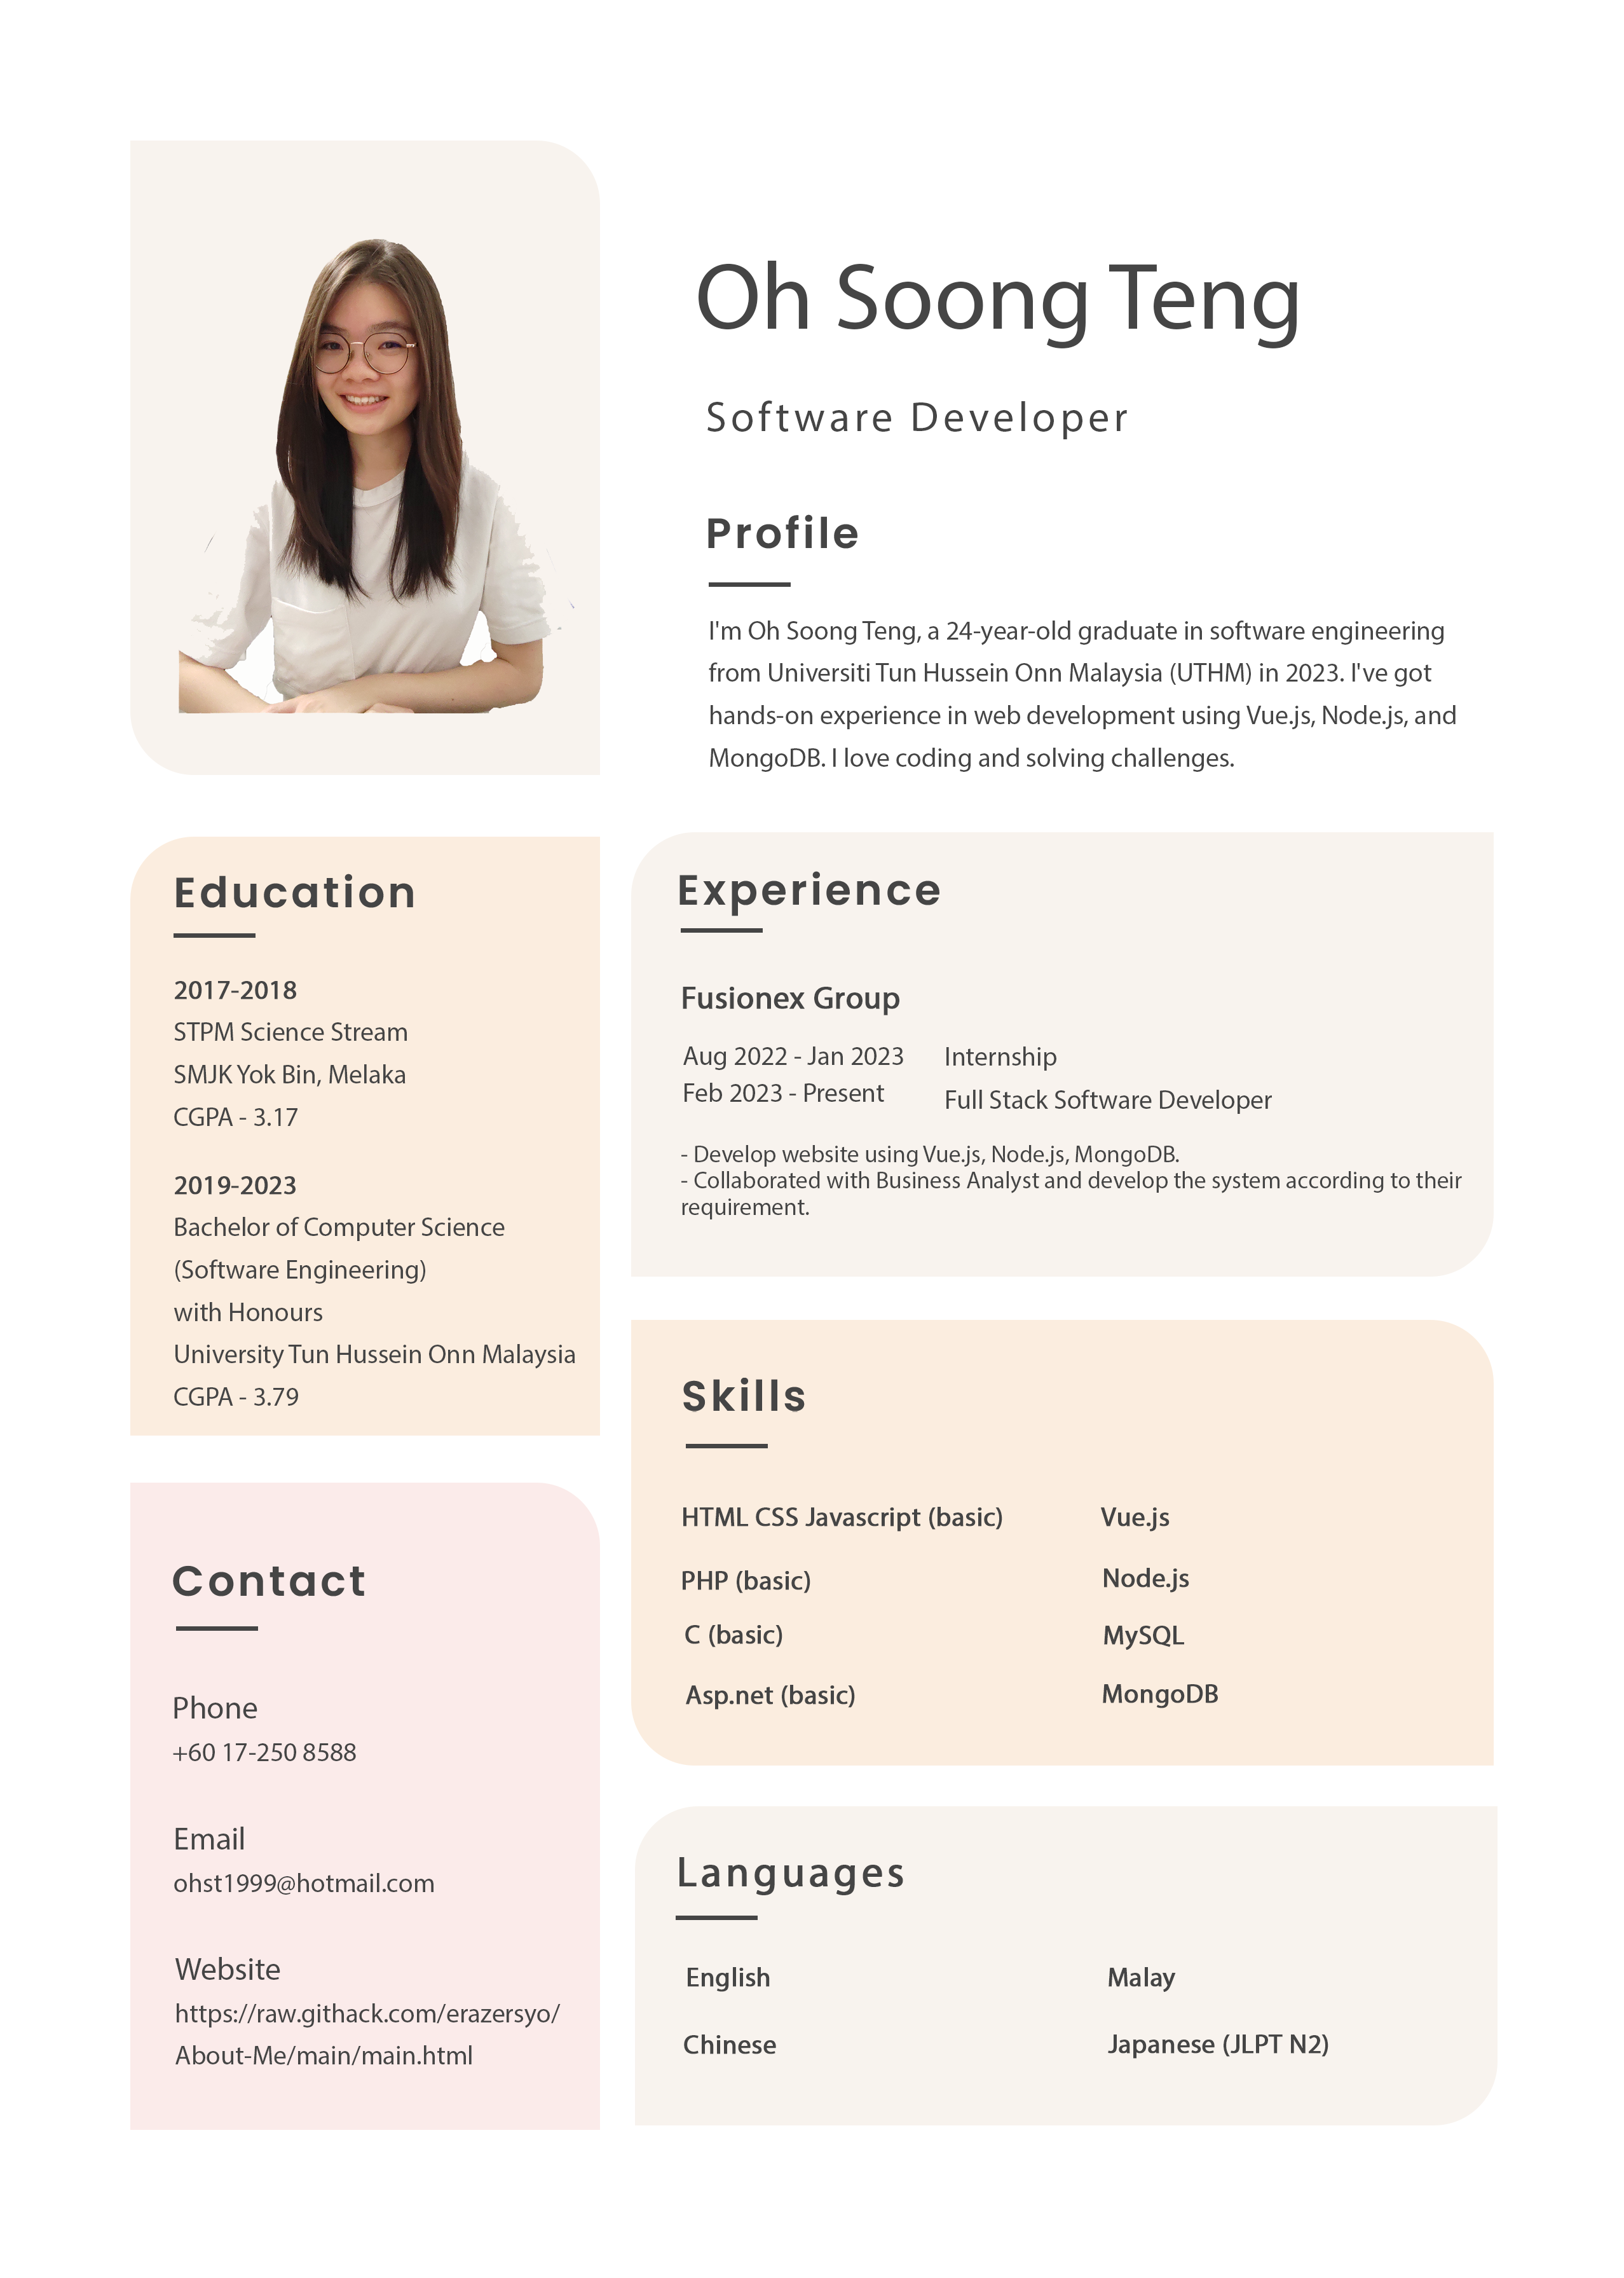 Oh Soong Teng
Software Developer
Profile
I'm Oh Soong Teng, a 24-year-old graduate in software engineering
from Universiti Tun Hussein Onn Malaysia (UTHM) in 2023. I've got
hands-on experience in web development using Vue.js, Node.js, and
MongoDB. I love coding and solving challenges.
Education
2017-2018
STPM Science Stream
SMJK Yok Bin, Melaka
CGPA - 3.17
2019-2023
Bachelor of Computer Science
(Software Engineering)
with Honours
University Tun Hussein Onn Malaysia
CGPA - 3.79
Contact
Phone
+60 17-250 8588
Email
ohst1999@hotmail.com
Website
https://raw.githack.com/erazersyo/
About-Me/main/main.html
Experience
Fusionex Group
Aug 2022 - Jan 2023 Internship
Feb 2023 - Present Full Stack Software Developer
- Develop website using Vue.js, Node.js, MongoDB.
- Collaborated with Business Analyst and develop the system according to their
requirement.
Skills
HTML CSS Javascript (basic) Vue.js
PHP (basic) Node.js
C (basic) MySQL
Asp.net (basic) MongoDB
Languages
English Malay
Chinese Japanese (JLPT N2)